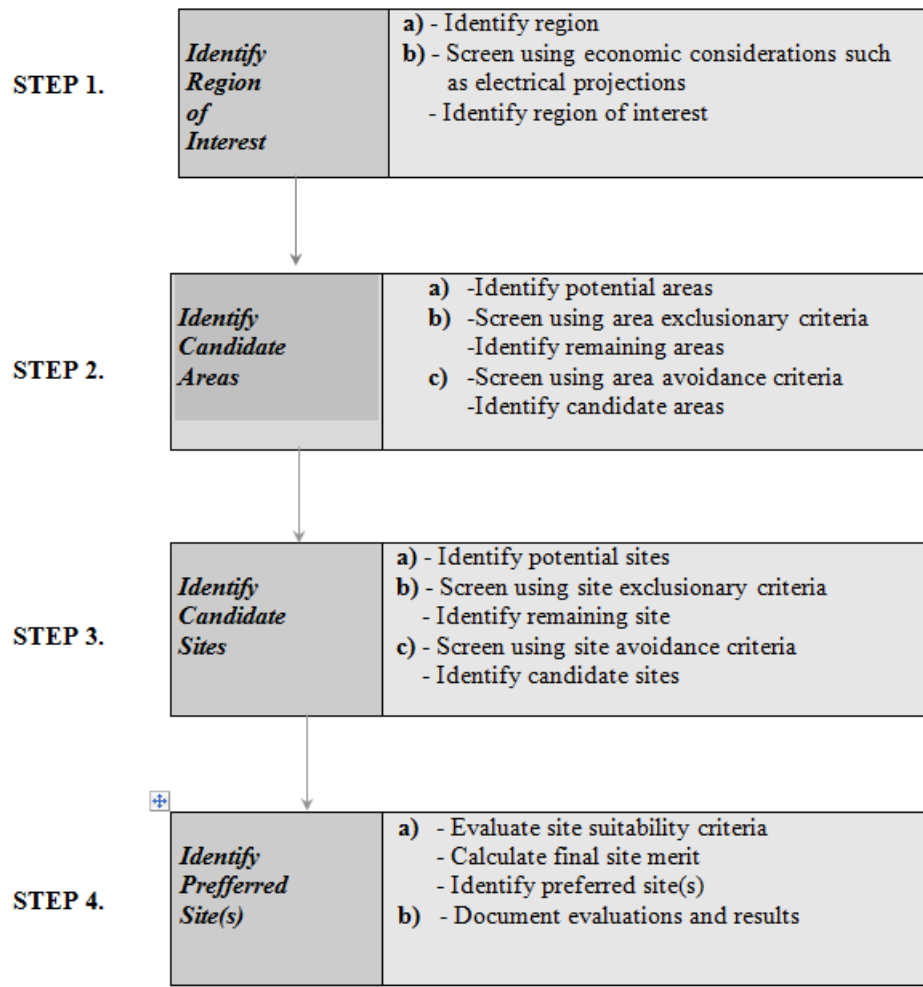 STEP 1.
Identify
Region
of
Interest
a) - Identify region
b) - Screen using economic considerations such
as electrical projections
- Identify region of interest
STEP 2.
Identify
Candidate
Areas
a) -Identify potential areas
b) -Screen using area exclusionary criteria
-Identify remaining areas
c) -Screen using area avoidance criteria
-Identify candidate areas
STEP 3.
Identify
Candidate
Sites
a) - Identify potential sites
b) - Screen using site exclusionary criteria
- Identify remaining site
c) - Screen using site avoidance criteria
- Identify candidate sites
STEP 4.
Identify
Prefferred
Site(s)
a) - Evaluate site suitability criteria
- Calculate final site merit
- Identify preferred site(s)
b) - Document evaluations and results